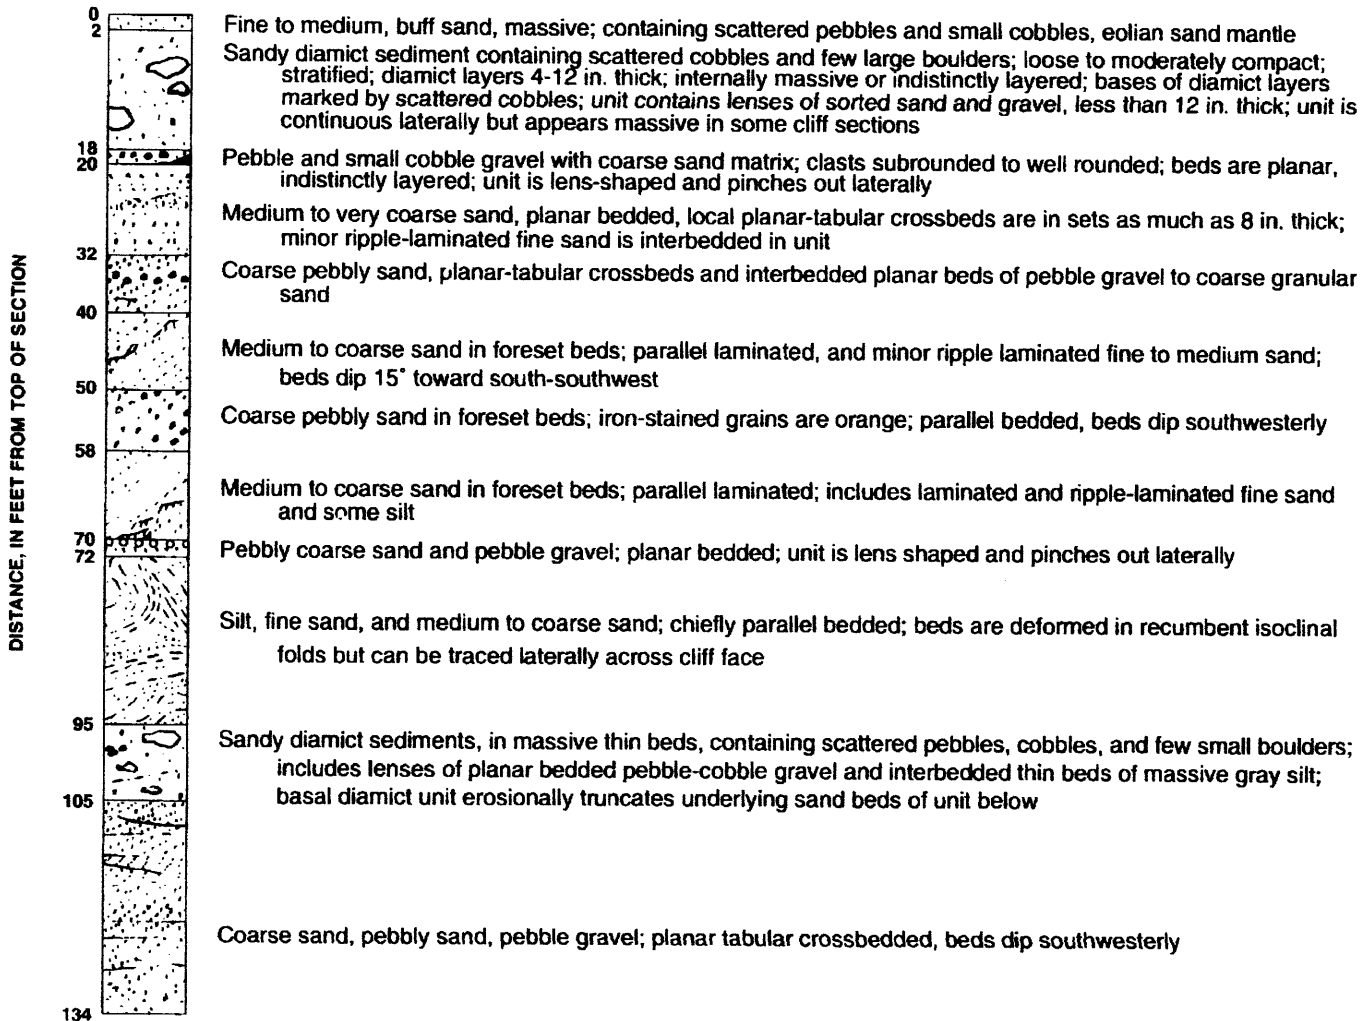 DISTANCE, IN FEET FROM TOP OF SECTION
0
Fine to medium, buff sand, massive; containing scattered pebbles and small cobbles, eolian sand mantle
2
Sandy diamict sediment containing scattered cobbles and few large boulders; loose to moderately compact;
stratified; diamict layers 4-12 in. thick; internally massive or indistinctly layered; bases of diamict layers
marked by scattered cobbles; unit contains lenses of sorted sand and gravel, less than 12 in. thick; unit is
continuous laterally but appears massive in some cliff sections
18
Pebble and small cobble gravel with coarse sand matrix; clasts subrounded to well rounded; beds are planar,
indistinctly layered; unit is lens-shaped and pinches out laterally
20
Medium to very coarse sand, planar bedded, local planar-tabular crossbeds are in sets as much as 8 in. thick;
minor ripple-laminated fine sand is interbedded in unit
32
Coarse pebbly sand, planar-tabular crossbeds and interbedded planar beds of pebble gravel to coarse granular
sand
40
Medium to coarse sand in foreset beds; parallel laminated, and minor ripple laminated fine to medium sand;
beds dip 15° toward south-southwest
50
Coarse pebbly sand in foreset beds; iron-stained grains are orange; parallel bedded, beds dip southwesterly
58
Medium to coarse sand in foreset beds; parallel laminated; includes laminated and ripple-laminated fine sand
and some silt
70
Pebbly coarse sand and pebble gravel; planar bedded; unit is lens shaped and pinches out laterally
72
Silt, fine sand, and medium to coarse sand; chiefly parallel bedded; beds are deformed in recumbent isoclinal
folds but can be traced laterally across cliff face
95
Sandy diamict sediments, in massive thin beds, containing scattered pebbles, cobbles, and few small boulders;
includes lenses of planar bedded pebble-cobble gravel and interbedded thin beds of massive gray silt;
basal diamict unit erosionally truncates underlying sand beds of unit below
105
Coarse sand, pebbly sand, pebble gravel; planar tabular crossbedded, beds dip southwesterly
134